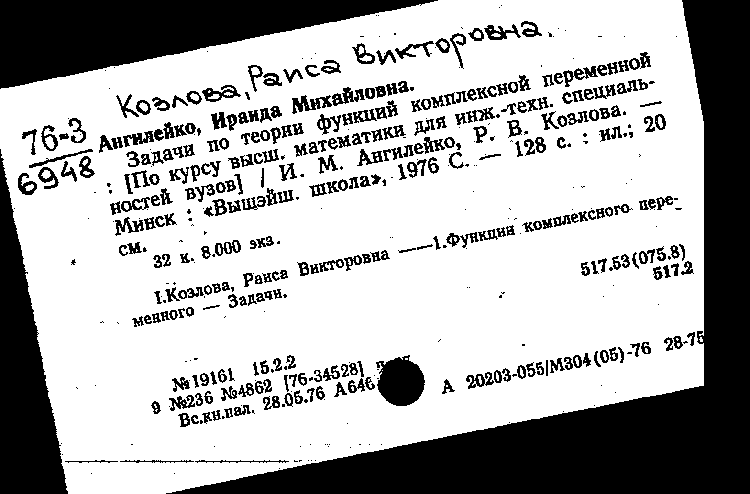 Козлова, Раиса Викторовна.
76-3
6948
Ангилейко, Ираида Михайловна.
Задачи по теории функций комплексной переменной
: [По курсу высш. математики для инж.-техн. специаль-
ностей вузов] / И. М. Ангилейко, Р. В. Козлова. —
Минск : «Вышэйш. школа», 1976 С. — 128 с. : ил.; 20
см.
32 к. 8.000 экз.
I.Козлова, Раиса Викторовна ——1.Функции комплексного пере-
менного — Задачи.
517.53(075.8)
517.2
№19161 15.2.2
9 №236 №4862 [76-34528]
Вс.кн.пал. 28.05.76 А646
А 20203-055/М304(05)-76 28-75